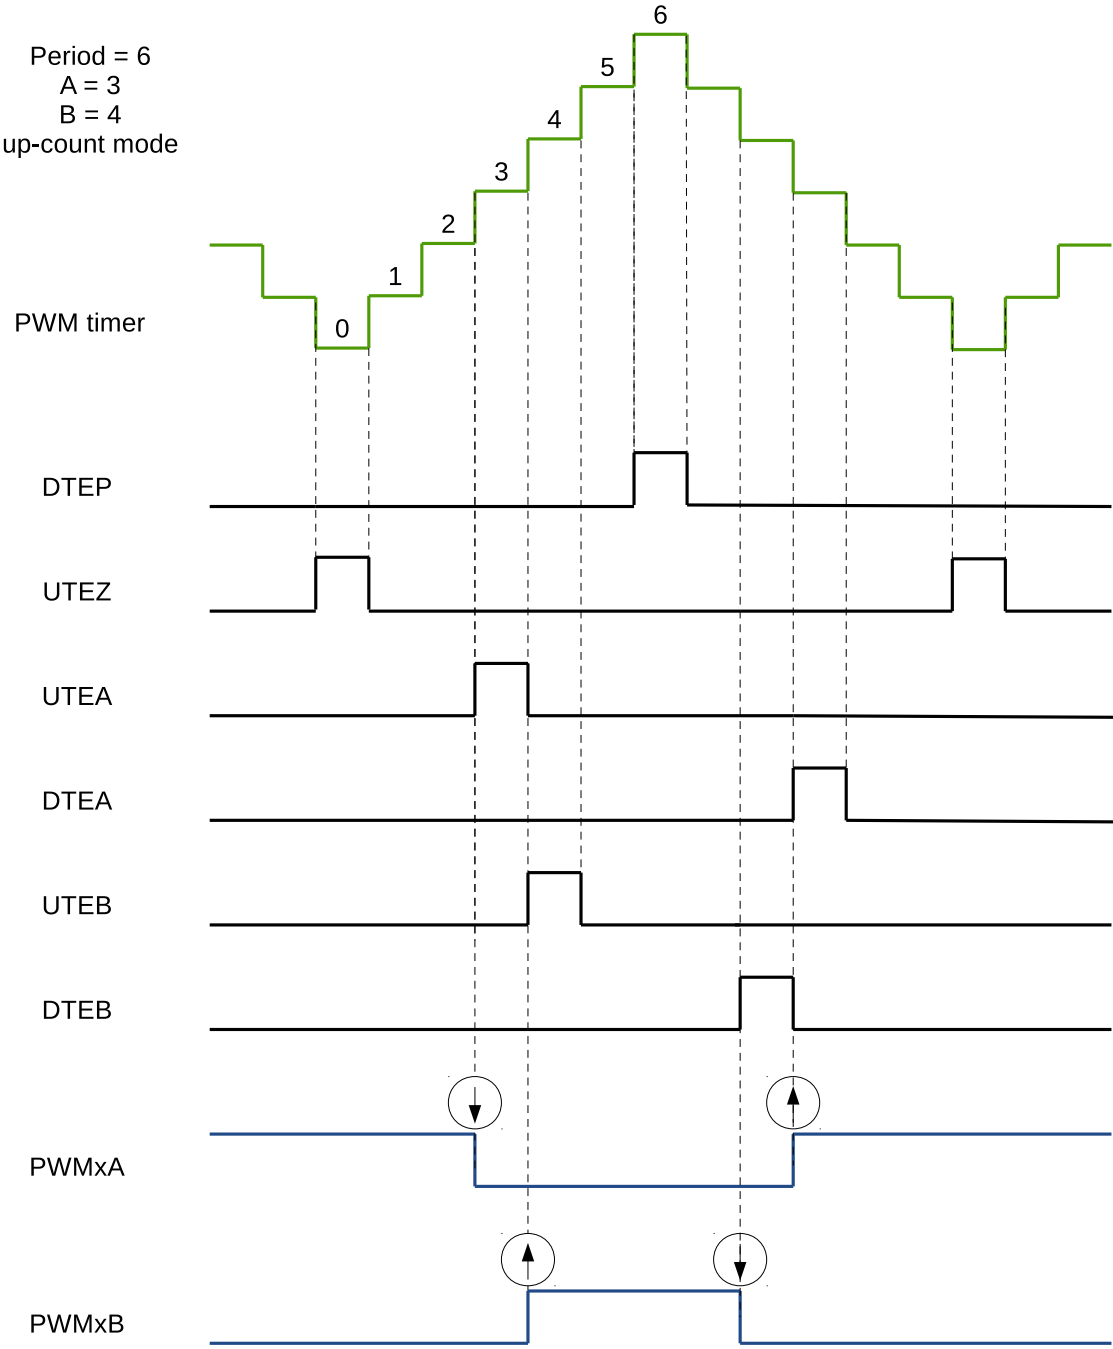 Period = 6
A = 3
B = 4
up-count mode
6
5
4
3
2
1
0
PWM timer
DTEP
UTEZ
UTEA
DTEA
UTEB
DTEB
PWMxA
PWMxB